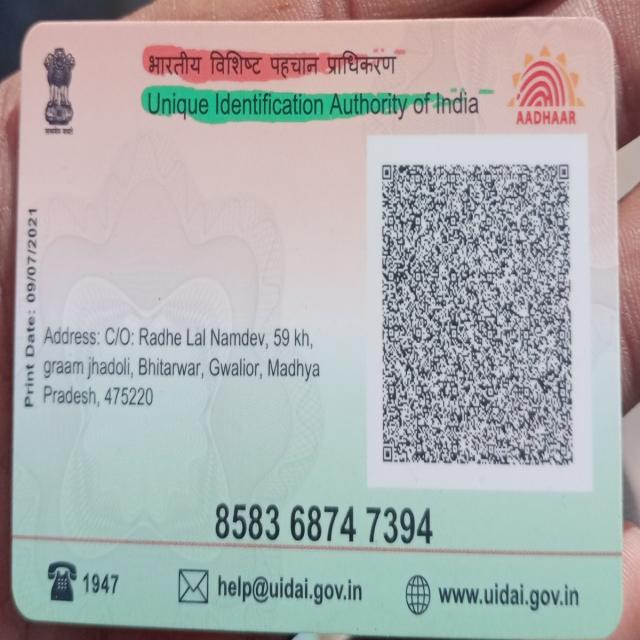 भारतीय विशिष्ट पहचान प्राधिकरण
Unique Identification Authority of India
AADHAAR
सत्यमेव जयते
Print Date: 09/07/2021
Address: C/O: Radhe Lal Namdev, 59 kh,
graam jhadoli, Bhitarwar, Gwalior, Madhya
Pradesh, 475220
8583 6874 7394
1947
help@uidai.gov.in
www.uidai.gov.in